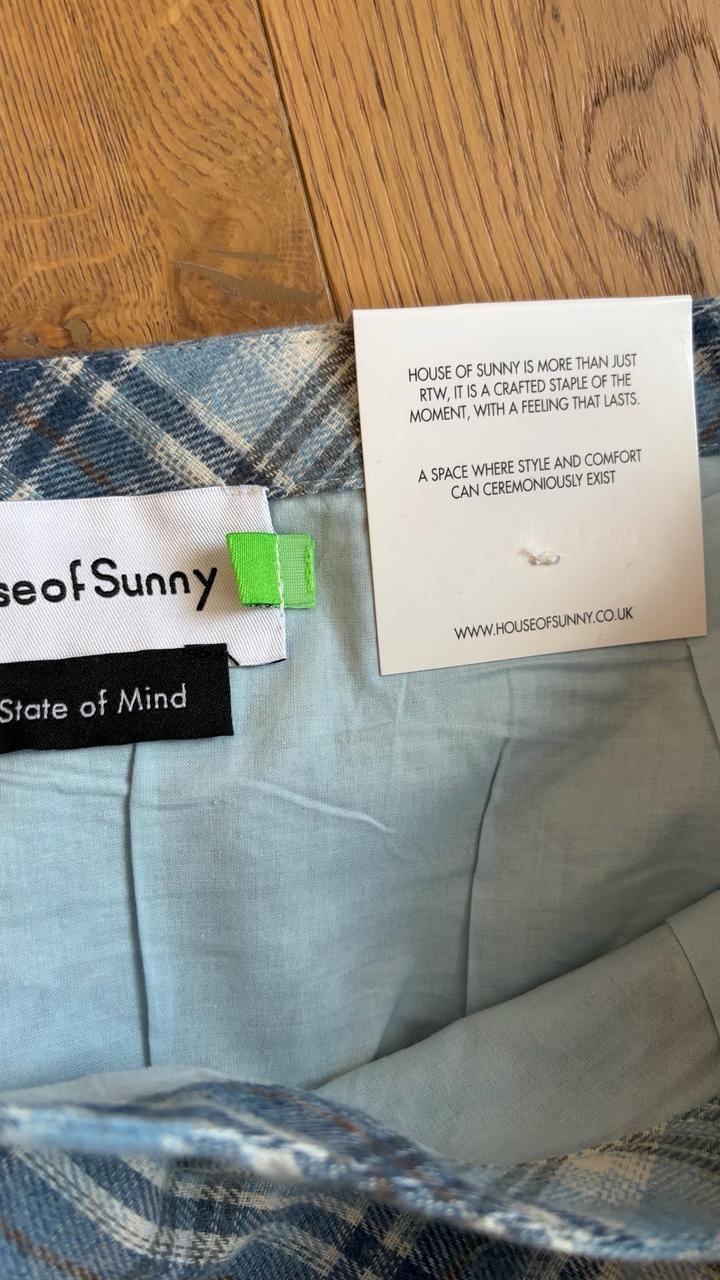 HOUSE OF SUNNY IS MORE THAN JUST
RTW, IT IS A CRAFTED STAPLE OF THE
MOMENT, WITH A FEELING THAT LASTS.
A SPACE WHERE STYLE AND COMFORT
CAN CEREMONIOUSLY EXIST
WWW.HOUSEOFSUNNY.CO.UK
seofSunny
State of Mind